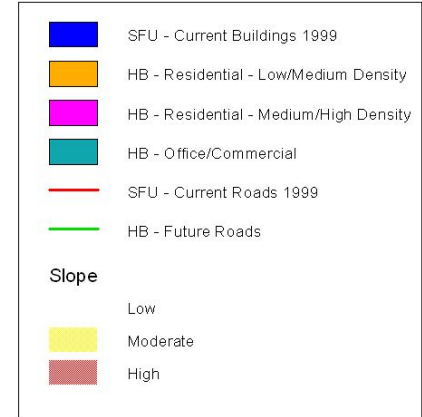 SFU - Current Buildings 1999
HB - Residential - Low/Medium Density
HB - Residential - Medium/High Density
HB - Office/Commercial
SFU - Current Roads 1999
HB - Future Roads
Slope
Low
Moderate
High